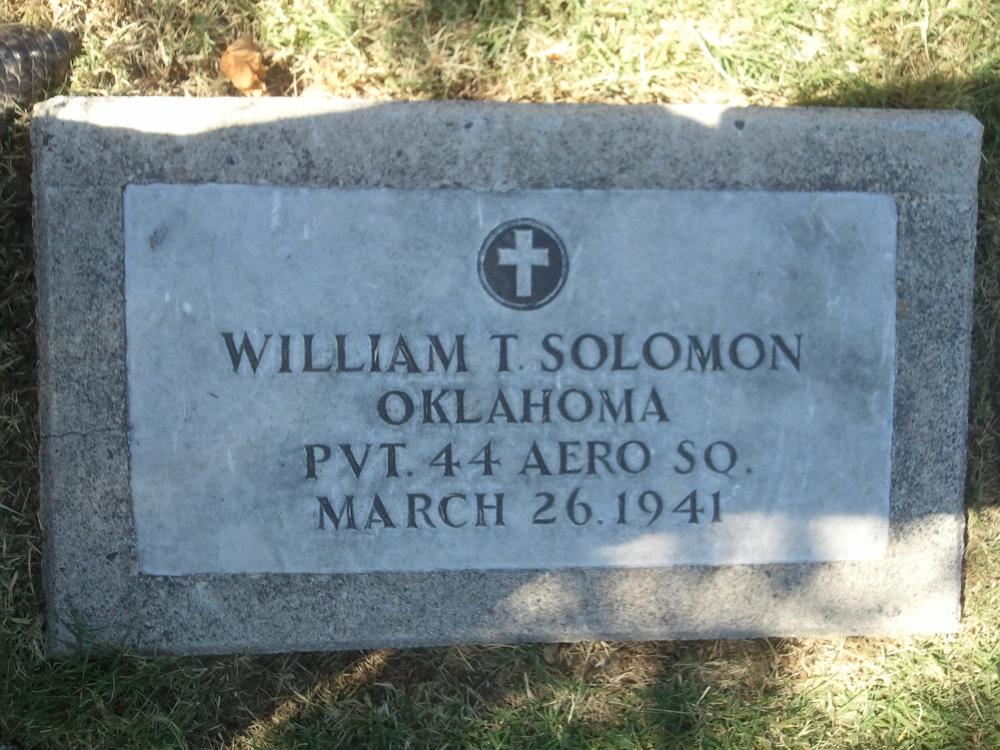 WILLIAM T. SOLOMON
OKLAHOMA
PVT. 44 AERO SQ.
MARCH 26. 1941